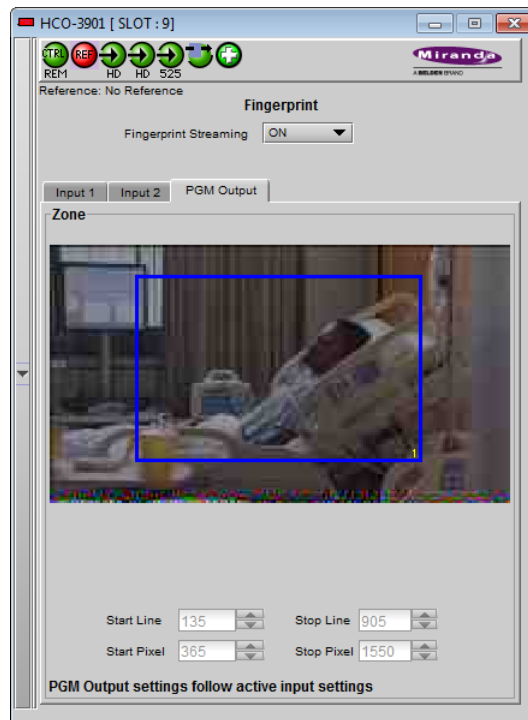 HCO-3901 [ SLOT : 9]
CTRL REF
REM HD HD 525
Miranda
A BELDEN BRAND
Reference: No Reference
Fingerprint
Fingerprint Streaming ON
Input 1 Input 2 PGM Output
Zone
1
Start Line 135 Stop Line 905
Start Pixel 365 Stop Pixel 1550
PGM Output settings follow active input settings